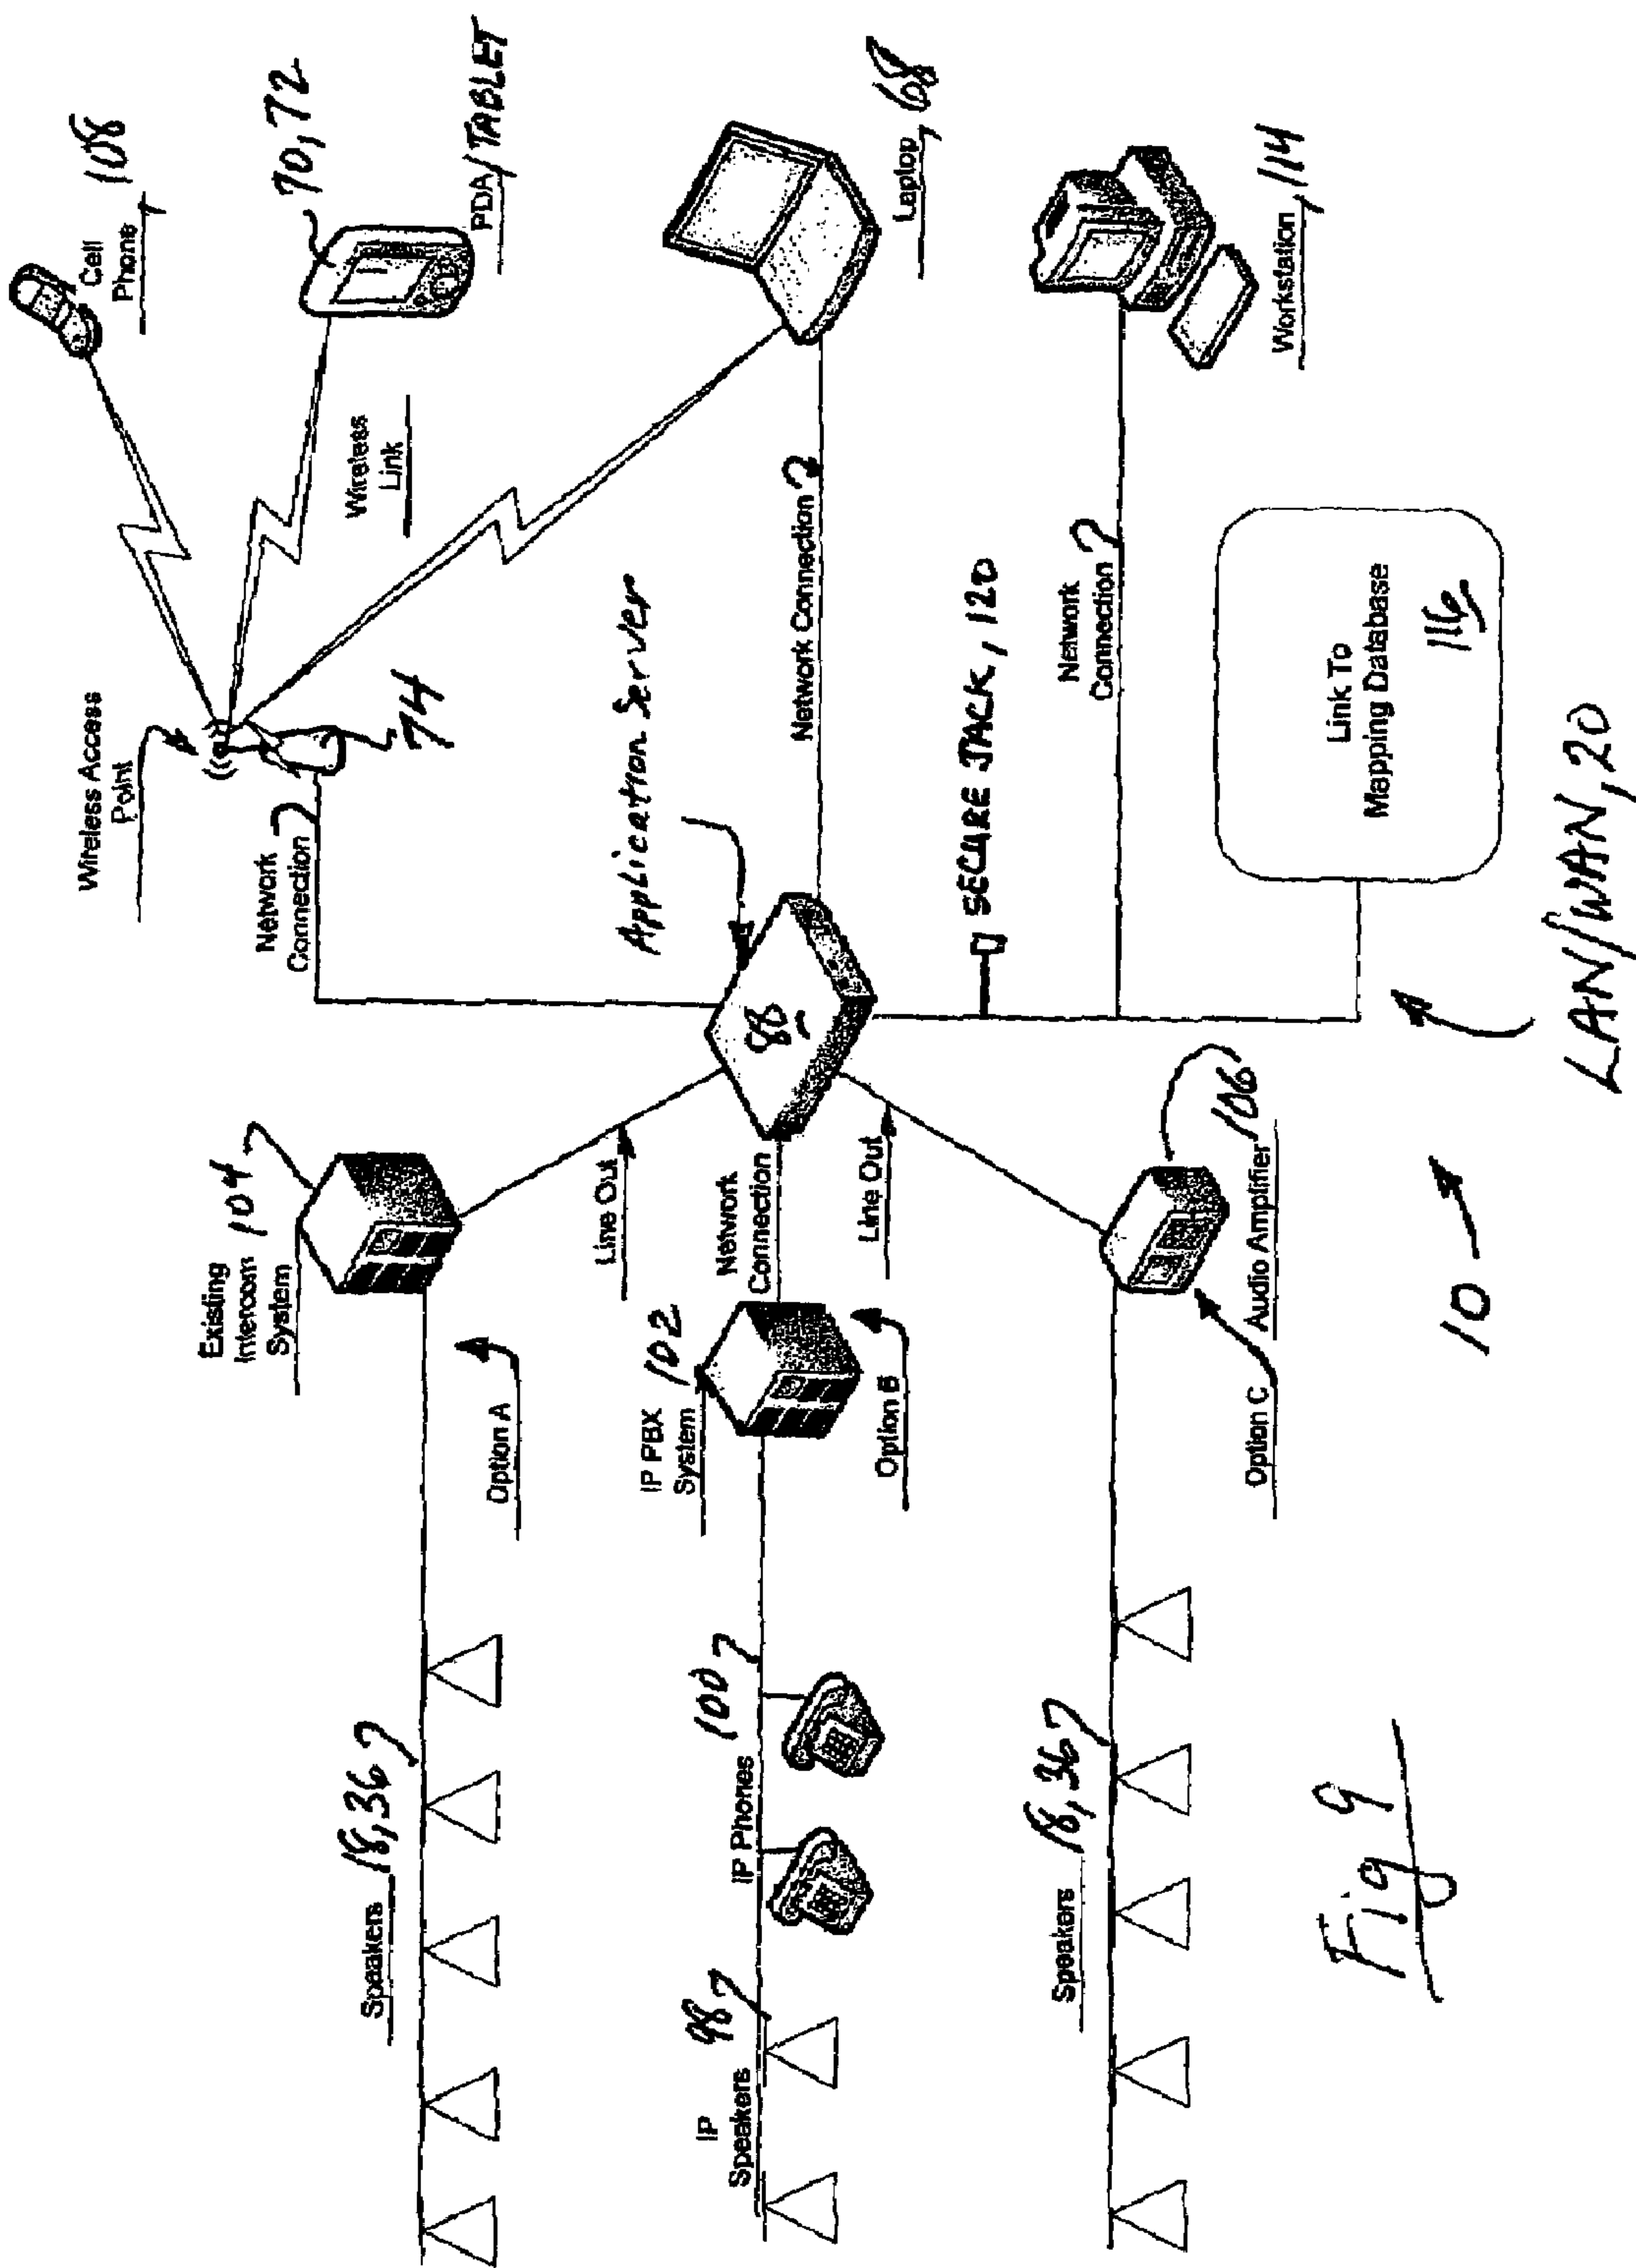 Cell
Phone 108
70, 72
PDA/TABLET
Wireless Access
Point
74
Network
Connection
Wireless
Link
Laptop, 68
Application Server
Network Connection
88
SECURE JACK, 120
Network
Connection
Workstation, 114
Link To
Mapping Database
116
LAN/WAN, 20
Existing
Intercom 104
System
Option A
Line Out
Speakers 18, 36
IP PBX 102
System
Network
Connection
Option B
IP
Speakers 98
IP Phones 100
Line Out
Audio Amplifier 106
Option C
Speakers 18, 36
10
Fig 9